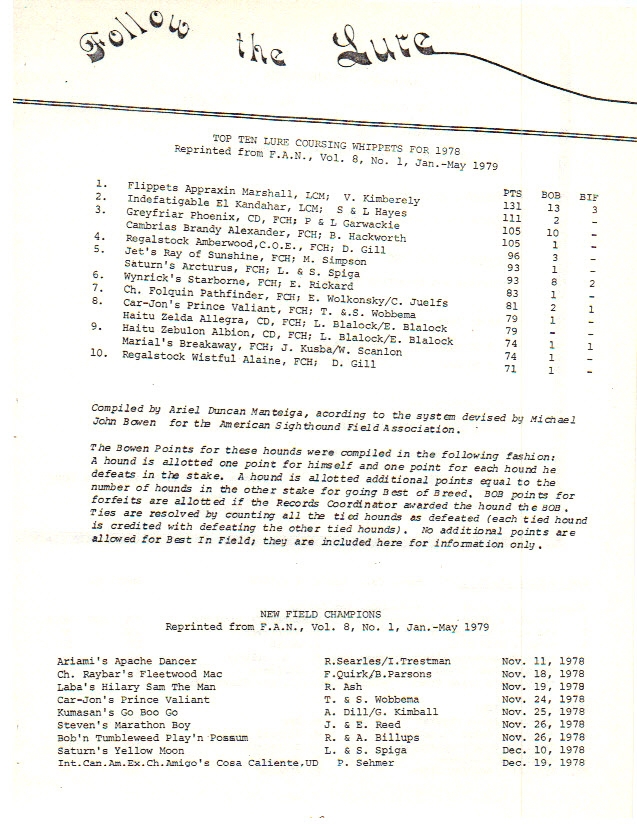 Follow the Lure
TOP TEN LURE COURSING WHIPPETS FOR 1978
Reprinted from F.A.N., Vol. 8, No. 1, Jan.-May 1979
PTS BOB BIF
1. Flippets Appraxin Marshall, LCM; V. Kimberely 131 13 3
2. Indefatigable El Kandahar, LCM; S & L Hayes 111 2 -
3. Greyfriar Phoenix, CD, FCH; P & L Garwackie 105 10 -
Cambrias Brandy Alexander, FCH; B. Hackworth 105 1 -
4. Regalstock Amberwood,C.O.E., FCH; D. Gill 96 3 -
5. Jet's Ray of Sunshine, FCH; M. Simpson 93 1 -
Saturn's Arcturus, FCH; L. & S. Spiga 93 8 2
6. Wynrick's Starborne, FCH; E. Rickard 83 1 -
7. Ch. Folquin Pathfinder, FCH; E. Wolkonsky/C. Juelfs 81 2 1
8. Car-Jon's Prince Valiant, FCH; T. &.S. Wobbema 79 1 -
Haitu Zelda Allegra, CD, FCH; L. Blalock/E. Blalock 79 - -
9. Haitu Zebulon Albion, CD, FCH; L. Blalock/E. Blalock 74 1 1
Marial's Breakaway, FCH; J. Kusba/W. Scanlon 74 1 -
10. Regalstock Wistful Alaine, FCH; D. Gill 71 1 -
Compiled by Ariel Duncan Manteiga, acording to the system devised by Michael
John Bowen for the American Sighthound Field Association.
The Bowen Points for these hounds were compiled in the following fashion:
A hound is allotted one point for himself and one point for each hound he
defeats in the stake. A hound is allotted additional points equal to the
number of hounds in the other stake for going Best of Breed. BOB points for
forfeits are allotted if the Records Coordinator awarded the hound the BOB.
Ties are resolved by counting all the tied hounds as defeated (each tied hound
is credited with defeating the other tied hounds). No additional points are
allowed for Best In Field; they are included here for information only.
NEW FIELD CHAMPIONS
Reprinted from F.A.N., Vol. 8, No. 1, Jan.-May 1979
Ariami's Apache Dancer R.Searles/I.Trestman Nov. 11, 1978
Ch. Raybar's Fleetwood Mac F.Quirk/B.Parsons Nov. 18, 1978
Laba's Hilary Sam The Man R. Ash Nov. 19, 1978
Car-Jon's Prince Valiant T. & S. Wobbema Nov. 24, 1978
Kumasan's Go Boo Go A. Dill/G. Kimball Nov. 25, 1978
Steven's Marathon Boy J. & E. Reed Nov. 26, 1978
Bob'n Tumbleweed Play'n Possum R. & A. Billups Nov. 26, 1978
Saturn's Yellow Moon L. & S. Spiga Dec. 10, 1978
Int.Can.Am.Ex.Ch.Amigo's Cosa Caliente,UD P. Sehmer Dec. 19, 1978